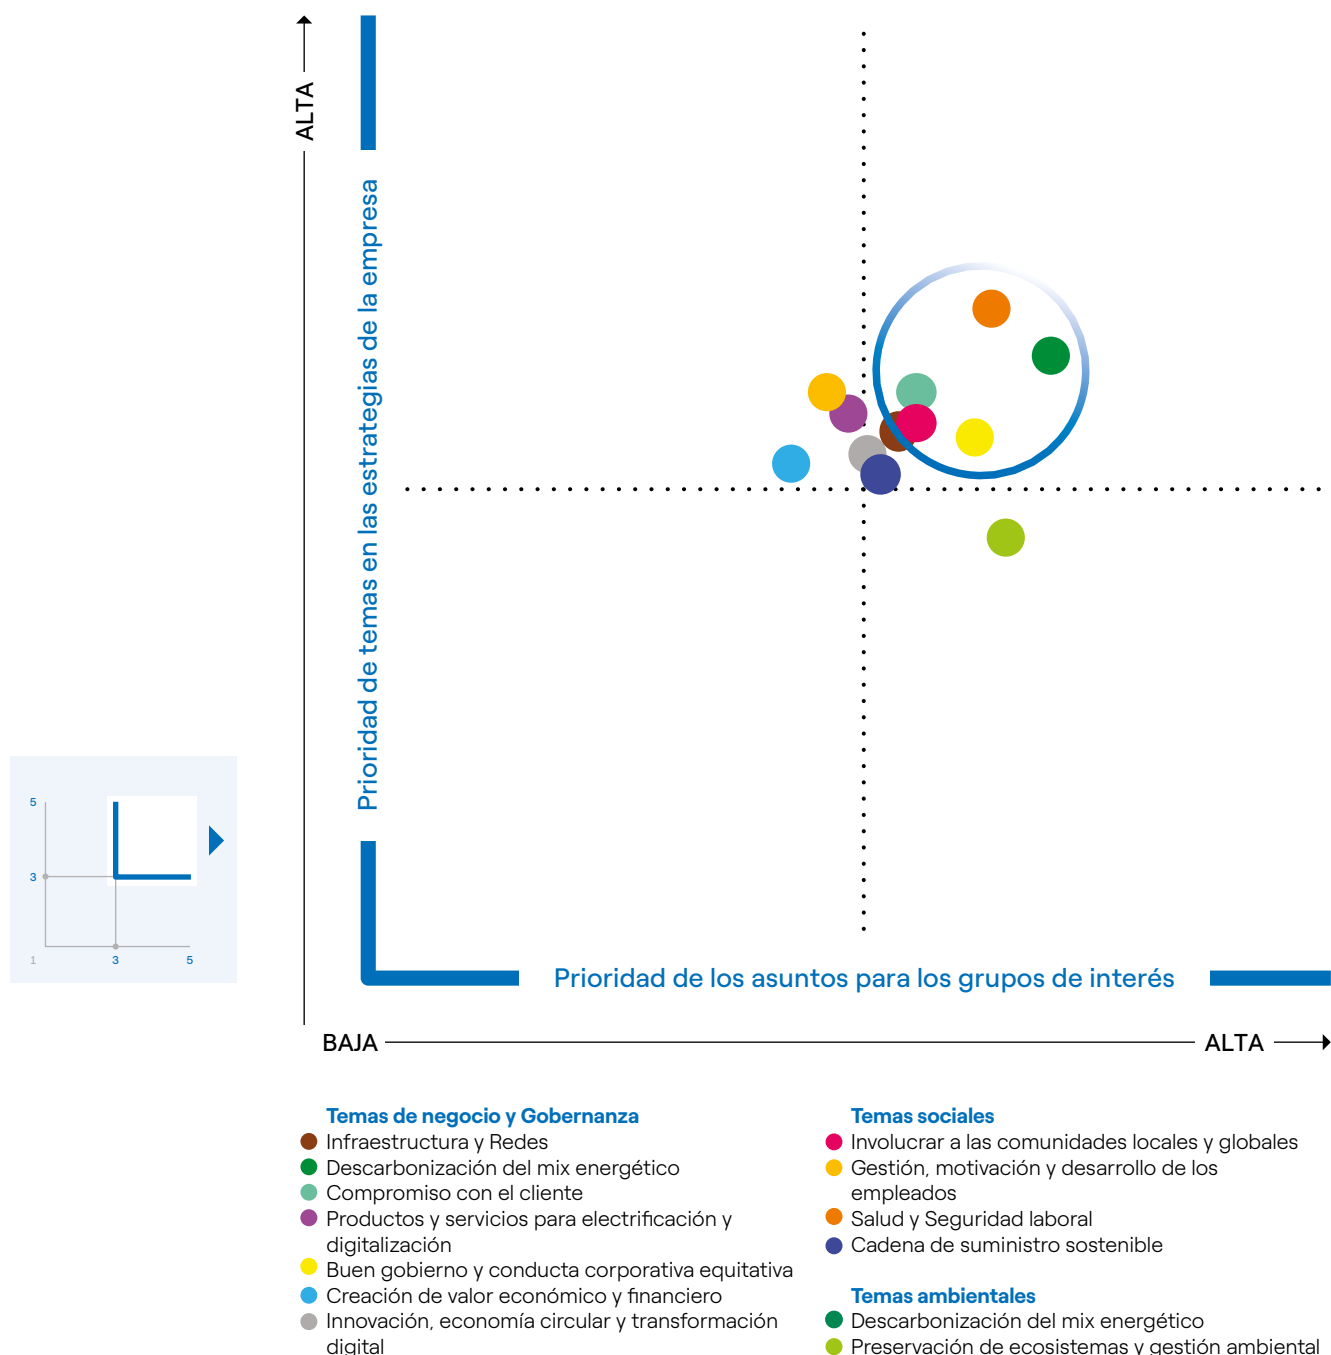 ALTA
Prioridad de temas en las estrategias de la empresa
5
3
1
3
5
Prioridad de los asuntos para los grupos de interés
BAJA
ALTA
Temas de negocio y Gobernanza
Infraestructura y Redes
Descarbonización del mix energético
Compromiso con el cliente
Productos y servicios para electrificación y
digitalización
Buen gobierno y conducta corporativa equitativa
Creación de valor económico y financiero
Innovación, economía circular y transformación
digital
Temas sociales
Involucrar a las comunidades locales y globales
Gestión, motivación y desarrollo de los
empleados
Salud y Seguridad laboral
Cadena de suministro sostenible
Temas ambientales
Descarbonización del mix energético
Preservación de ecosistemas y gestión ambiental